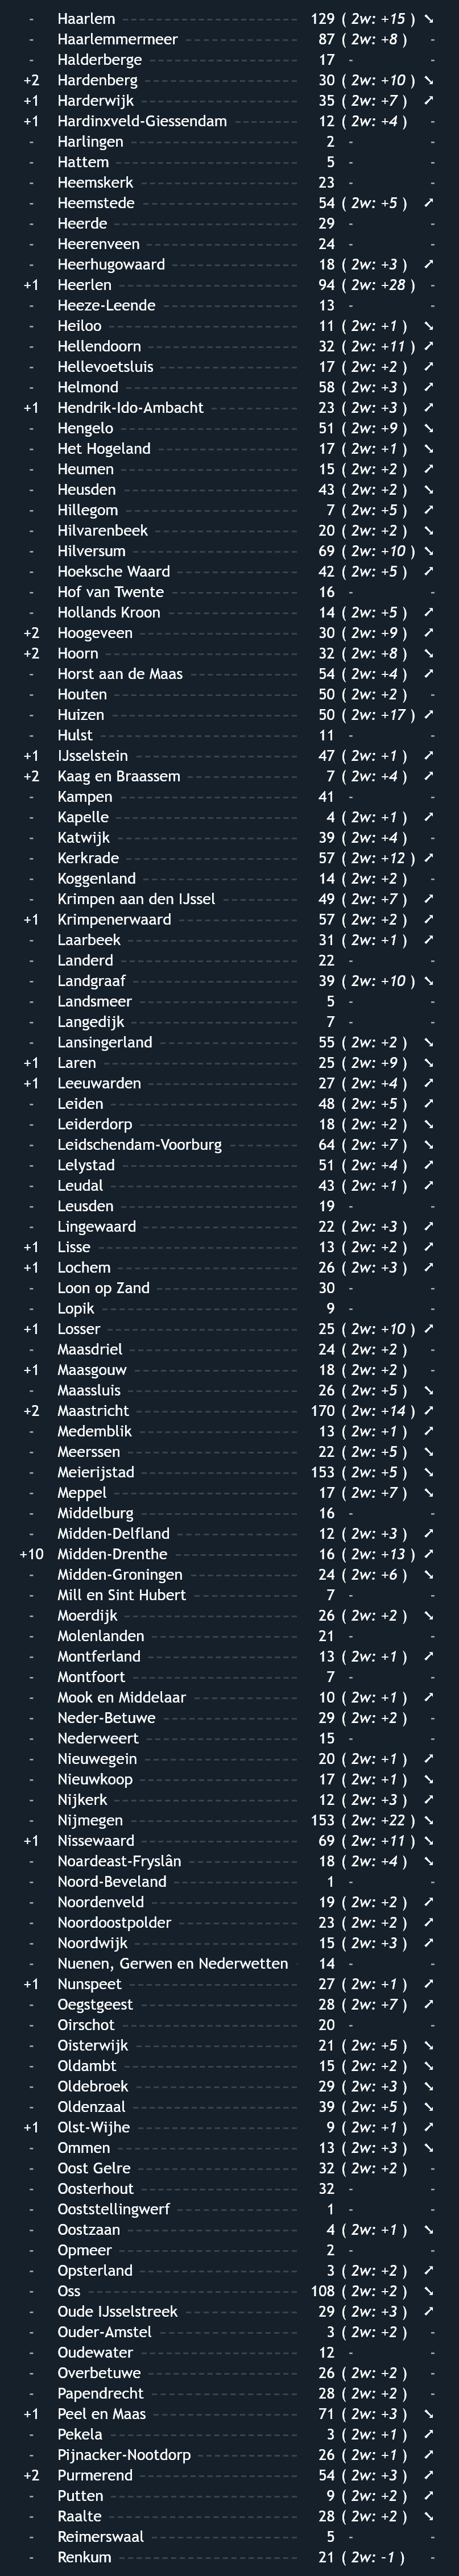 - Haarlem 129 ( 2w: +15 ) ➘
- Haarlemmermeer 87 ( 2w: +8 ) -
- Halderberge 17 - -
+2 Hardenberg 30 ( 2w: +10 ) ➘
+1 Harderwijk 35 ( 2w: +7 ) ➚
+1 Hardinxveld-Giessendam 12 ( 2w: +4 ) -
- Harlingen 2 - -
- Hattem 5 - -
- Heemskerk 23 - -
- Heemstede 54 ( 2w: +5 ) ➚
- Heerde 29 - -
- Heerenveen 24 - -
- Heerhugowaard 18 ( 2w: +3 ) ➚
+1 Heerlen 94 ( 2w: +28 ) -
- Heeze-Leende 13 - -
- Heiloo 11 ( 2w: +1 ) ➘
- Hellendoorn 32 ( 2w: +11 ) ➚
- Hellevoetsluis 17 ( 2w: +2 ) ➚
- Helmond 58 ( 2w: +3 ) ➚
+1 Hendrik-Ido-Ambacht 23 ( 2w: +3 ) ➚
- Hengelo 51 ( 2w: +9 ) ➘
- Het Hogeland 17 ( 2w: +1 ) ➘
- Heumen 15 ( 2w: +2 ) ➚
- Heusden 43 ( 2w: +2 ) ➘
- Hillegom 7 ( 2w: +5 ) ➚
- Hilvarenbeek 20 ( 2w: +2 ) ➘
- Hilversum 69 ( 2w: +10 ) ➘
- Hoeksche Waard 42 ( 2w: +5 ) ➚
- Hof van Twente 16 - -
- Hollands Kroon 14 ( 2w: +5 ) ➚
+2 Hoogeveen 30 ( 2w: +9 ) ➚
+2 Hoorn 32 ( 2w: +8 ) ➘
- Horst aan de Maas 54 ( 2w: +4 ) ➚
- Houten 50 ( 2w: +2 ) -
- Huizen 50 ( 2w: +17 ) ➚
- Hulst 11 - -
+1 IJsselstein 47 ( 2w: +1 ) ➚
+2 Kaag en Braassem 7 ( 2w: +4 ) ➚
- Kampen 41 - -
- Kapelle 4 ( 2w: +1 ) ➚
- Katwijk 39 ( 2w: +4 ) -
- Kerkrade 57 ( 2w: +12 ) ➚
- Koggenland 14 ( 2w: +2 ) -
- Krimpen aan den IJssel 49 ( 2w: +7 ) ➚
+1 Krimpenerwaard 57 ( 2w: +2 ) ➚
- Laarbeek 31 ( 2w: +1 ) ➚
- Landerd 22 - -
- Landgraaf 39 ( 2w: +10 ) ➘
- Landsmeer 5 - -
- Langedijk 7 - -
- Lansingerland 55 ( 2w: +2 ) ➘
+1 Laren 25 ( 2w: +9 ) ➘
+1 Leeuwarden 27 ( 2w: +4 ) ➚
- Leiden 48 ( 2w: +5 ) ➚
- Leiderdorp 18 ( 2w: +2 ) ➘
- Leidschendam-Voorburg 64 ( 2w: +7 ) ➘
- Lelystad 51 ( 2w: +4 ) ➚
- Leudal 43 ( 2w: +1 ) ➚
- Leusden 19 - -
- Lingewaard 22 ( 2w: +3 ) ➚
+1 Lisse 13 ( 2w: +2 ) ➚
+1 Lochem 26 ( 2w: +3 ) ➚
- Loon op Zand 30 - -
- Lopik 9 - -
+1 Losser 25 ( 2w: +10 ) ➚
- Maasdriel 24 ( 2w: +2 ) -
+1 Maasgouw 18 ( 2w: +2 ) -
- Maassluis 26 ( 2w: +5 ) ➘
+2 Maastricht 170 ( 2w: +14 ) ➚
- Medemblik 13 ( 2w: +1 ) ➚
- Meerssen 22 ( 2w: +5 ) ➘
- Meierijstad 153 ( 2w: +5 ) ➘
- Meppel 17 ( 2w: +7 ) ➘
- Middelburg 16 - -
- Midden-Delfland 12 ( 2w: +3 ) ➚
+10 Midden-Drenthe 16 ( 2w: +13 ) ➚
- Midden-Groningen 24 ( 2w: +6 ) ➘
- Mill en Sint Hubert 7 - -
- Moerdijk 26 ( 2w: +2 ) ➘
- Molenlanden 21 - -
- Montferland 13 ( 2w: +1 ) ➚
- Montfoort 7 - -
- Mook en Middelaar 10 ( 2w: +1 ) ➚
- Neder-Betuwe 29 ( 2w: +2 ) -
- Nederweert 15 - -
- Nieuwegein 20 ( 2w: +1 ) ➚
- Nieuwkoop 17 ( 2w: +1 ) ➘
- Nijkerk 12 ( 2w: +3 ) ➚
- Nijmegen 153 ( 2w: +22 ) ➘
+1 Nissewaard 69 ( 2w: +11 ) ➘
- Noardeast-Fryslân 18 ( 2w: +4 ) ➘
- Noord-Beveland 1 - -
- Noordenveld 19 ( 2w: +2 ) ➚
- Noordoostpolder 23 ( 2w: +2 ) ➚
- Noordwijk 15 ( 2w: +3 ) ➚
- Nuenen, Gerwen en Nederwetten 14 - -
+1 Nunspeet 27 ( 2w: +1 ) ➚
- Oegstgeest 28 ( 2w: +7 ) ➚
- Oirschot 20 - -
- Oisterwijk 21 ( 2w: +5 ) ➘
- Oldambt 15 ( 2w: +2 ) ➘
- Oldebroek 29 ( 2w: +3 ) ➘
- Oldenzaal 39 ( 2w: +5 ) ➘
+1 Olst-Wijhe 9 ( 2w: +1 ) ➚
- Ommen 13 ( 2w: +3 ) ➘
- Oost Gelre 32 ( 2w: +2 ) -
- Oosterhout 32 - -
- Ooststellingwerf 1 - -
- Oostzaan 4 ( 2w: +1 ) ➘
- Opmeer 2 - -
- Opsterland 3 ( 2w: +2 ) ➚
- Oss 108 ( 2w: +2 ) ➘
- Oude IJsselstreek 29 ( 2w: +3 ) ➚
- Ouder-Amstel 3 ( 2w: +2 ) -
- Oudewater 12 - -
- Overbetuwe 26 ( 2w: +2 ) -
- Papendrecht 28 ( 2w: +2 ) -
+1 Peel en Maas 71 ( 2w: +3 ) ➘
- Pekela 3 ( 2w: +1 ) ➚
- Pijnacker-Nootdorp 26 ( 2w: +1 ) ➚
+2 Purmerend 54 ( 2w: +3 ) ➚
- Putten 9 ( 2w: +2 ) ➚
- Raalte 28 ( 2w: +2 ) ➘
- Reimerswaal 5 - -
- Renkum 21 ( 2w: -1 ) -